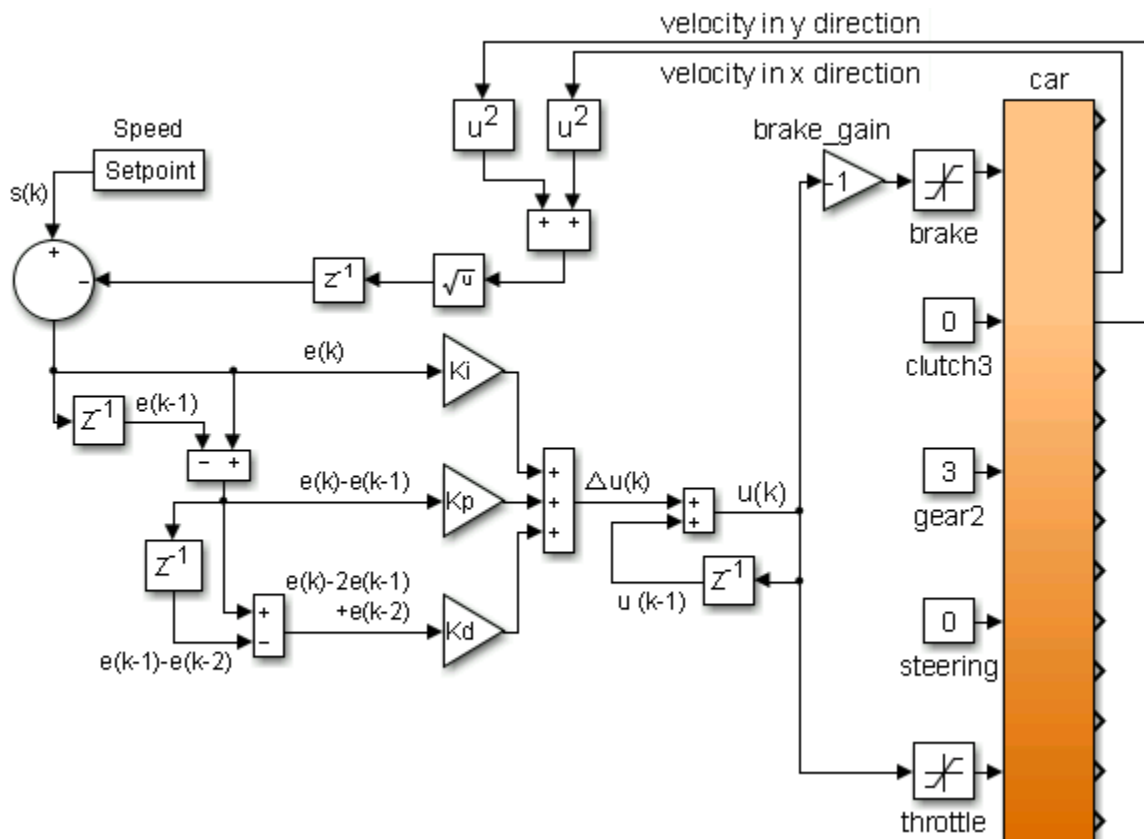 velocity in y direction
velocity in x direction
car
u²
u²
brake_gain
Speed
Setpoint
s(k)
-1
brake
+ +
+
-
Z⁻¹
√u
0
clutch3
e(k)
Ki
Z⁻¹
e(k-1)
- +
3
gear2
e(k)-e(k-1)
Kp
+
+
+
Δu(k)
+
+
u(k)
Z⁻¹
Z⁻¹
u (k-1)
e(k)-2e(k-1)
+e(k-2)
+
-
Kd
e(k-1)-e(k-2)
0
steering
throttle